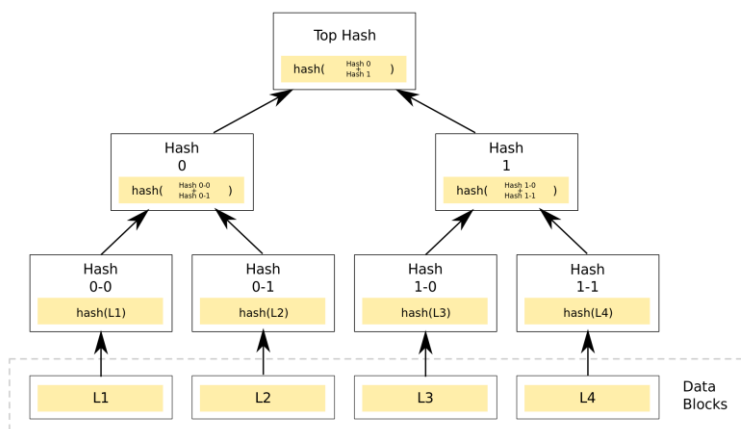 Top Hash
hash( Hash 0 + Hash 1 )
Hash
0
hash( Hash 0-0 + Hash 0-1 )
Hash
1
hash( Hash 1-0 + Hash 1-1 )
Hash
0-0
hash(L1)
Hash
0-1
hash(L2)
Hash
1-0
hash(L3)
Hash
1-1
hash(L4)
L1
L2
L3
L4
Data
Blocks